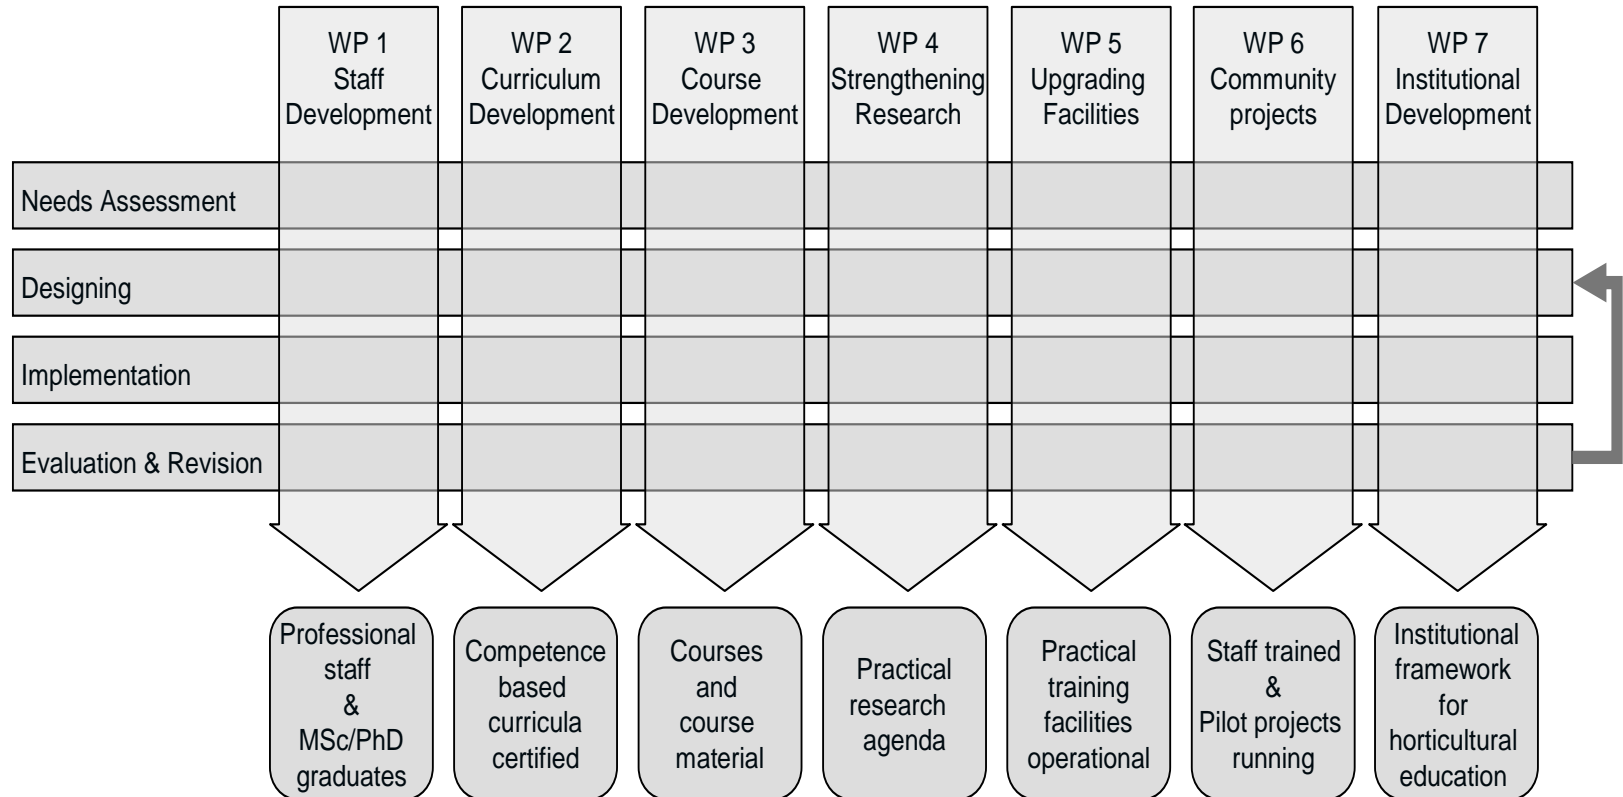 WP 1
Staff
Development
WP 2
Curriculum
Development
WP 3
Course
Development
WP 4
Strengthening
Research
WP 5
Upgrading
Facilities
WP 6
Community
projects
WP 7
Institutional
Development
Needs Assessment
Designing
Implementation
Evaluation & Revision
Professional
staff
&
MSc/PhD
graduates
Competence
based
curricula
certified
Courses
and
course
material
Practical
research
agenda
Practical
training
facilities
operational
Staff trained
&
Pilot projects
running
Institutional
framework
for
horticultural
education